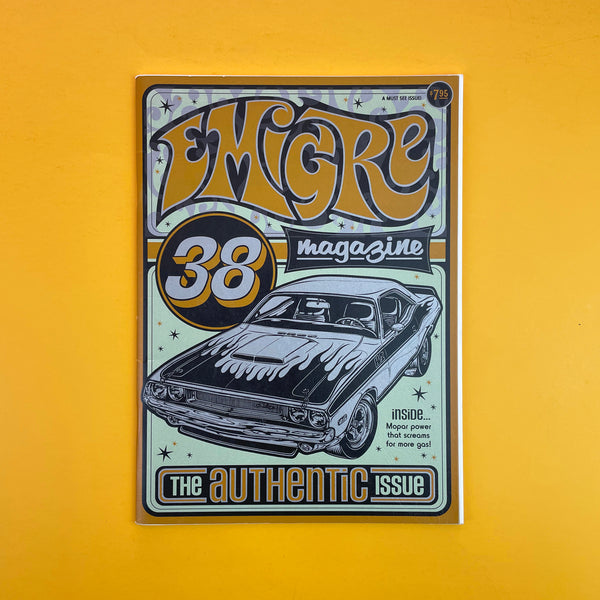 A MUST SEE ISSUE!
$7.95
EMIGRE
38
magazine
inside...
Mopar power
that screams
for more gas!
THE AUTHENTIC ISSUE